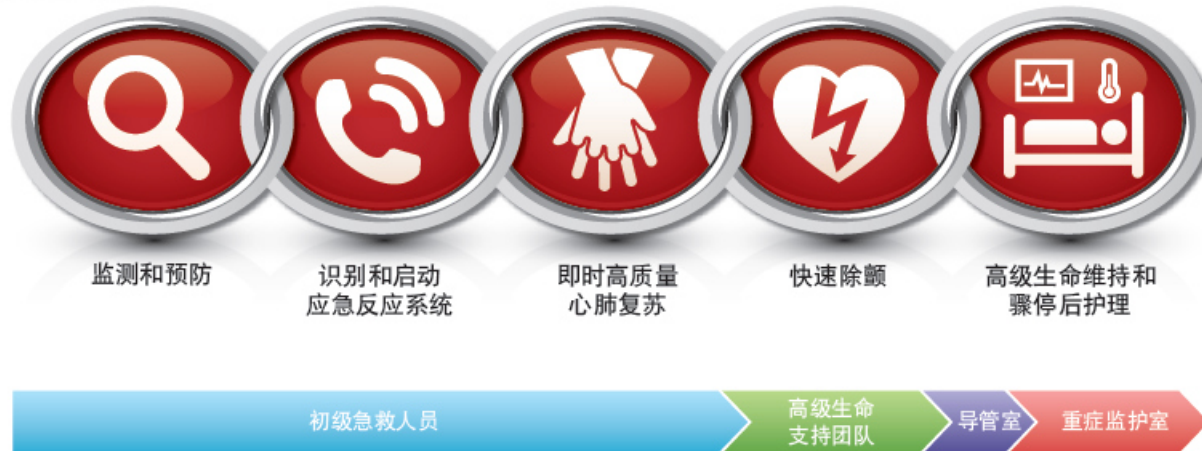 监测和预防
识别和启动
应急反应系统
即时高质量
心肺复苏
快速除颤
高级生命维持和
骤停后护理
初级急救人员
高级生命
支持团队
导管室
重症监护室